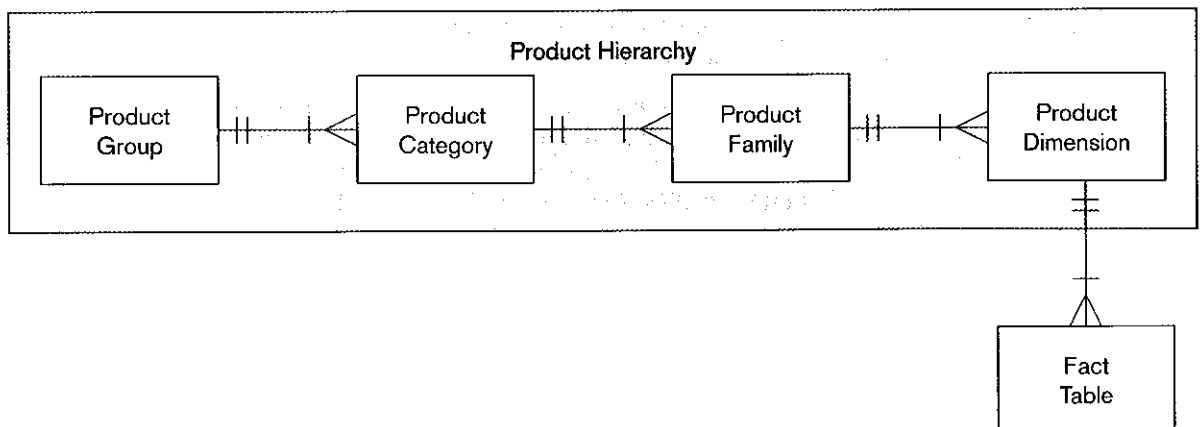 Product Hierarchy
Product
Group
Product
Category
Product
Family
Product
Dimension
Fact
Table